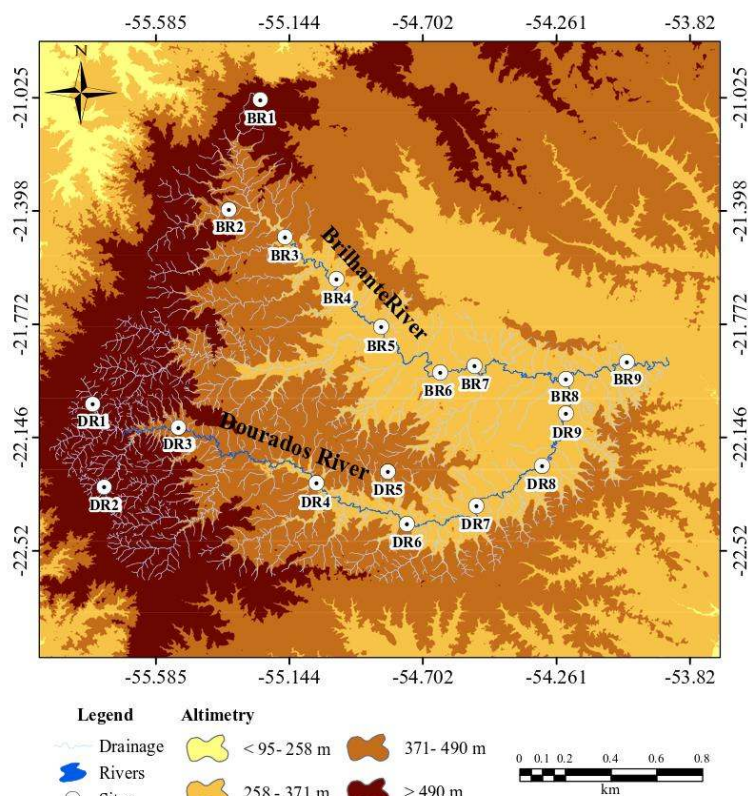 -55.585 -55.144 -54.702 -54.261 -53.82
N
-21.025 -21.025
BR1
-21.398 -21.398
BR2
BR3
BrilhanteRiver
BR4
-21.772 -21.772
BR5
BR6 BR7 BR8 BR9
DR1 DR9
-22.146 -22.146
DR3
Dourados River
DR2 DR4 DR5 DR8
DR6 DR7
-22.52 -22.52
-55.585 -55.144 -54.702 -54.261 -53.82
Legend Altimetry
Drainage < 95- 258 m 371- 490 m
Rivers
0 0.1 0.2 0.4 0.6 0.8
258 - 371 m > 490 m
km